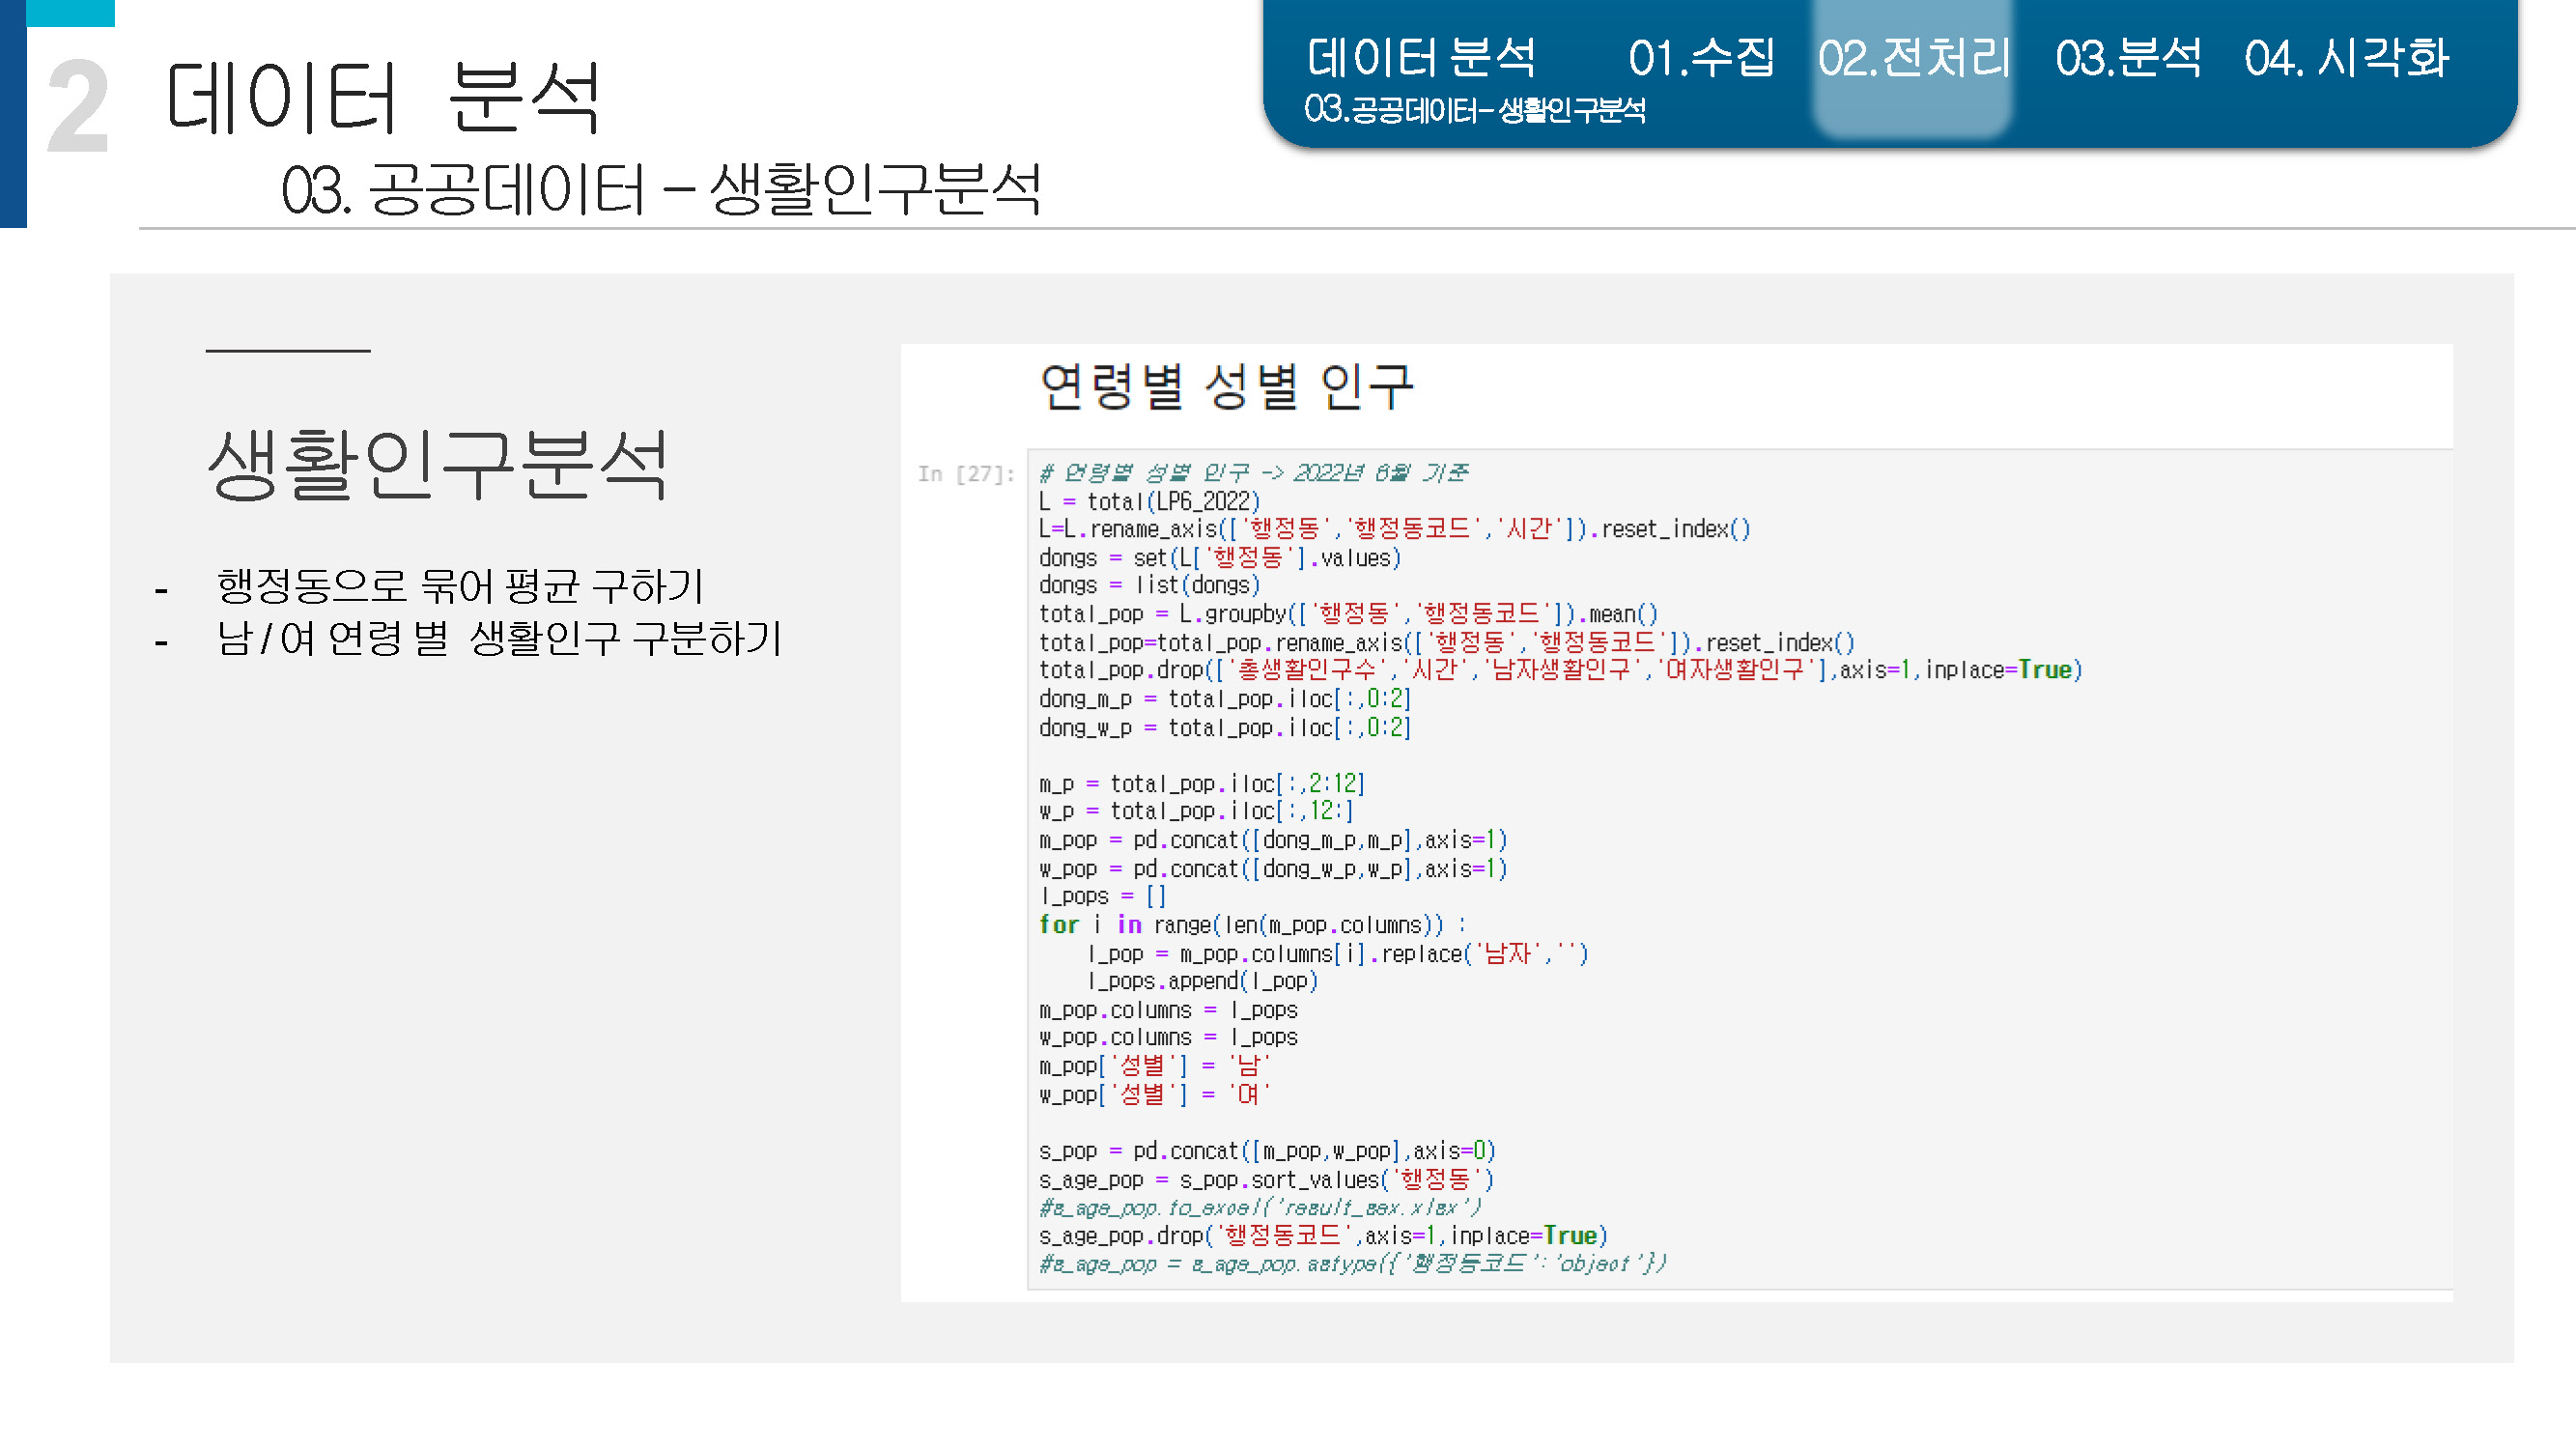 2
데이터 분석
03. 공공데이터 – 생활인구분석
데이터 분석 01.수집 02.전처리 03.분석 04. 시각화
03.공공데이터- 생활인구분석
생활인구분석
- 행정동으로 묶어 평균 구하기
- 남/여 연령 별 생활인구 구분하기
연령별 성별 인구
In [27]:
# 연령별 성별 인구 -> 2022년 6월 기준
L = total(LP6_2022)
L=L.rename_axis(['행정동','행정동코드','시간']).reset_index()
dongs = set(L['행정동'].values)
dongs = list(dongs)
total_pop = L.groupby(['행정동','행정동코드']).mean()
total_pop=total_pop.rename_axis(['행정동','행정동코드']).reset_index()
total_pop.drop(['총생활인구수','시간','남자생활인구','여자생활인구'],axis=1,inplace=True)
dong_m_p = total_pop.iloc[:,0:2]
dong_w_p = total_pop.iloc[:,0:2]
m_p = total_pop.iloc[:,2:12]
w_p = total_pop.iloc[:,12:]
m_pop = pd.concat([dong_m_p,m_p],axis=1)
w_pop = pd.concat([dong_w_p,w_p],axis=1)
l_pops = []
for i in range(len(m_pop.columns)) :
    l_pop = m_pop.columns[i].replace('남자','')
    l_pops.append(l_pop)
m_pop.columns = l_pops
w_pop.columns = l_pops
m_pop['성별'] = '남'
w_pop['성별'] = '여'
s_pop = pd.concat([m_pop,w_pop],axis=0)
s_age_pop = s_pop.sort_values('행정동')
#s_age_pop.to_excel('result_sex.xlsx')
s_age_pop.drop('행정동코드',axis=1,inplace=True)
#s_age_pop = s_age_pop.astype({'행정동코드':'object'})